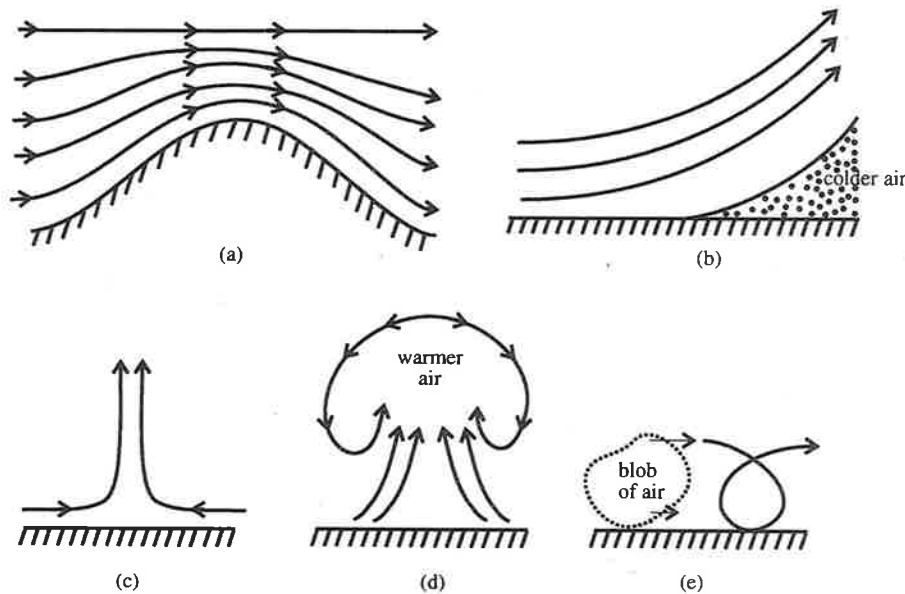 colder air
(a)
(b)
warmer
air
blob
of air
(c)
(d)
(e)